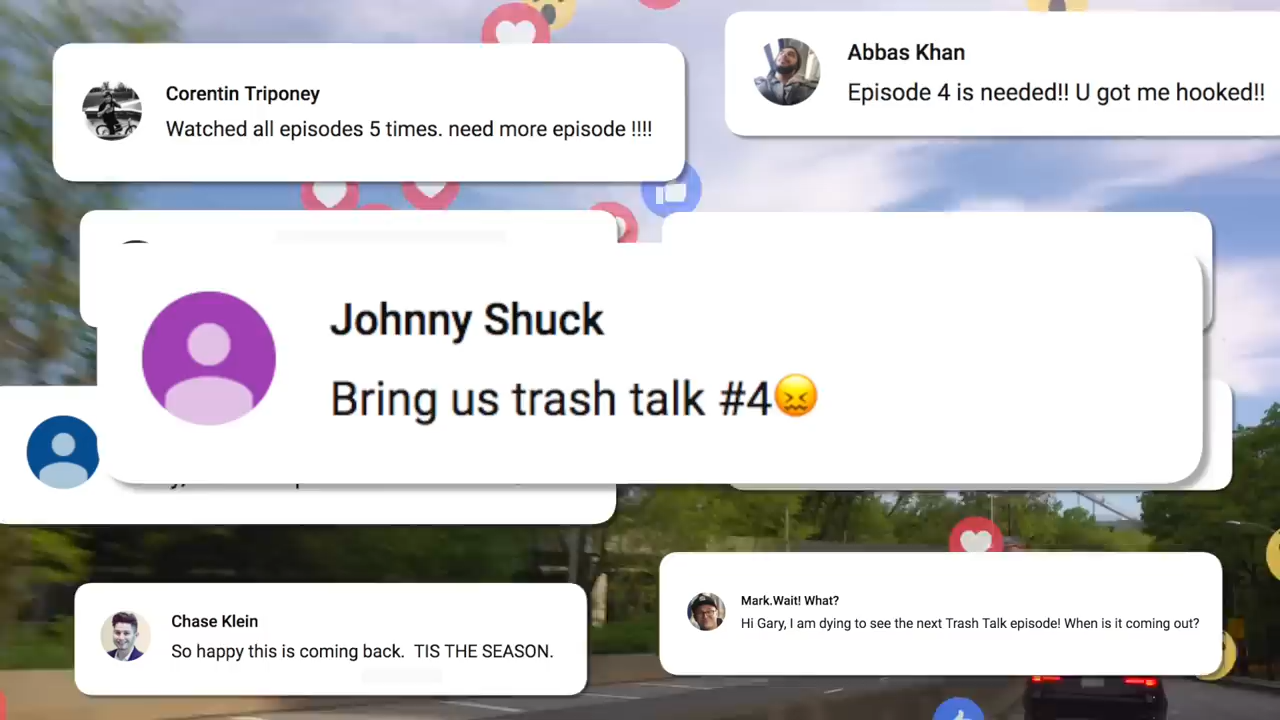 Corentin Triponey
Watched all episodes 5 times. need more episode !!!!
Abbas Khan
Episode 4 is needed!! U got me hooked!!
Johnny Shuck
Bring us trash talk #4😖
Chase Klein
So happy this is coming back. TIS THE SEASON.
Mark.Wait! What?
Hi Gary, I am dying to see the next Trash Talk episode! When is it coming out?